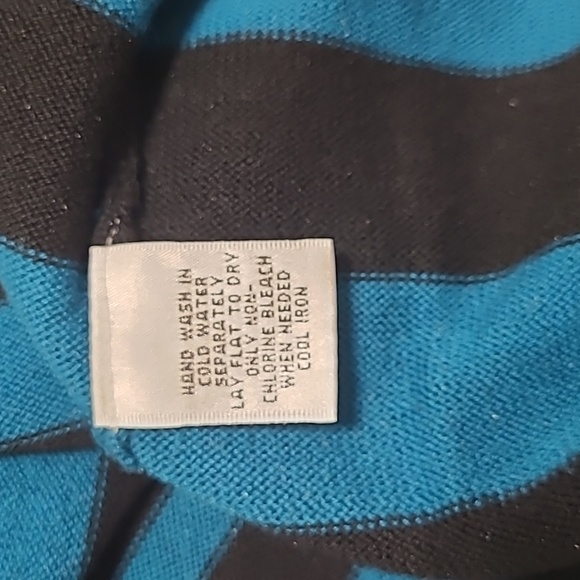 HAND WASH IN
COLD WATER
SEPARATELY
LAY FLAT TO DRY
ONLY NON-
CHLORINE BLEACH
WHEN NEEDED
COOL IRON